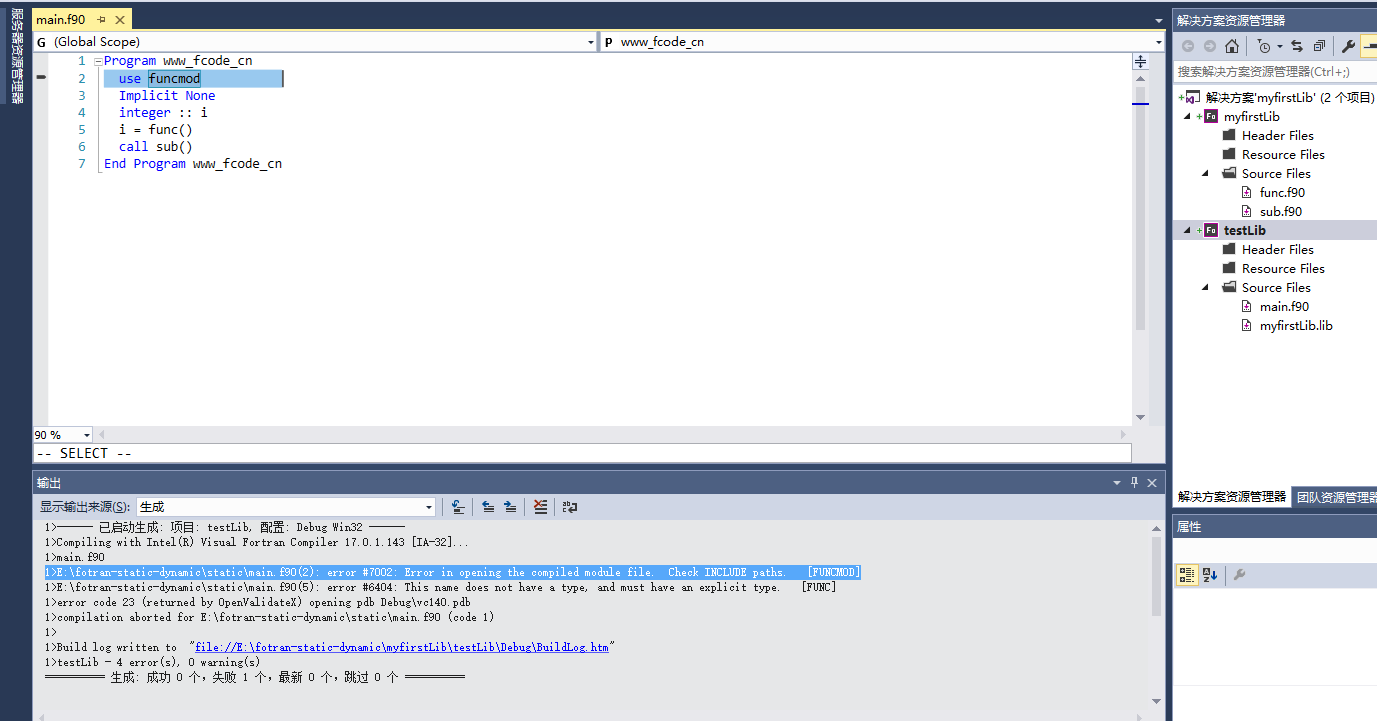 服务器资源管理器
main.f90
G (Global Scope)
P www_fcode_cn
1 Program www_fcode_cn
2 use funcmod
3 Implicit None
4 integer :: i
5 i = func()
6 call sub()
7 End Program www_fcode_cn
90 %
-- SELECT --
输出
显示输出来源(S): 生成
1>------ 已启动生成: 项目: testLib, 配置: Debug Win32 ------
1>Compiling with Intel(R) Visual Fortran Compiler 17.0.1.143 [IA-32]...
1>main.f90
1>E:\fotran-static-dynamic\static\main.f90(2): error #7002: Error in opening the compiled module file.  Check INCLUDE paths.   [FUNCMOD]
1>E:\fotran-static-dynamic\static\main.f90(5): error #6404: This name does not have a type, and must have an explicit type.   [FUNC]
1>error code 23 (returned by OpenValidateX) opening pdb Debug\vc140.pdb
1>compilation aborted for E:\fotran-static-dynamic\static\main.f90 (code 1)
1>
1>Build log written to  "file://E:\fotran-static-dynamic\myfirstLib\testLib\Debug\BuildLog.htm"
1>testLib - 4 error(s), 0 warning(s)
========== 生成: 成功 0 个，失败 1 个，最新 0 个，跳过 0 个 ==========
解决方案资源管理器
搜索解决方案资源管理器(Ctrl+;)
解决方案'myfirstLib' (2 个项目)
myfirstLib
Header Files
Resource Files
Source Files
func.f90
sub.f90
testLib
Header Files
Resource Files
Source Files
main.f90
myfirstLib.lib
解决方案资源管理器 团队资源管理器
属性